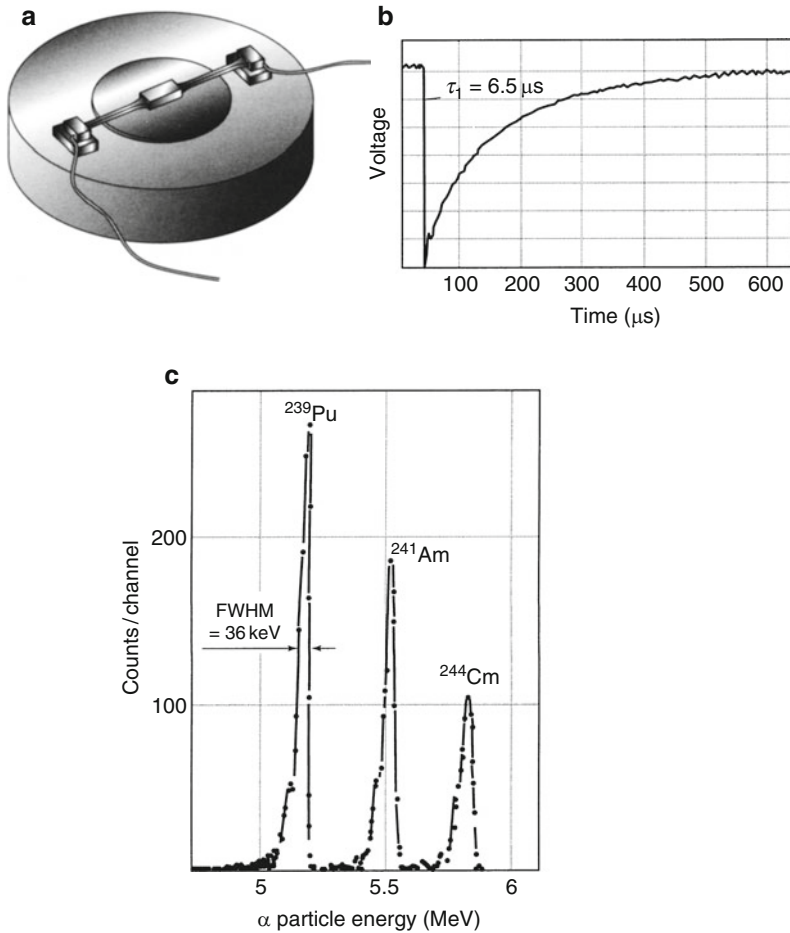 a
b
τ₁ = 6.5 μs
Voltage
100 200 300 400 500 600
Time (μs)
c
²³⁹Pu
²⁴¹Am
²⁴⁴Cm
FWHM
= 36 keV
Counts/channel
200
100
5 5.5 6
α particle energy (MeV)